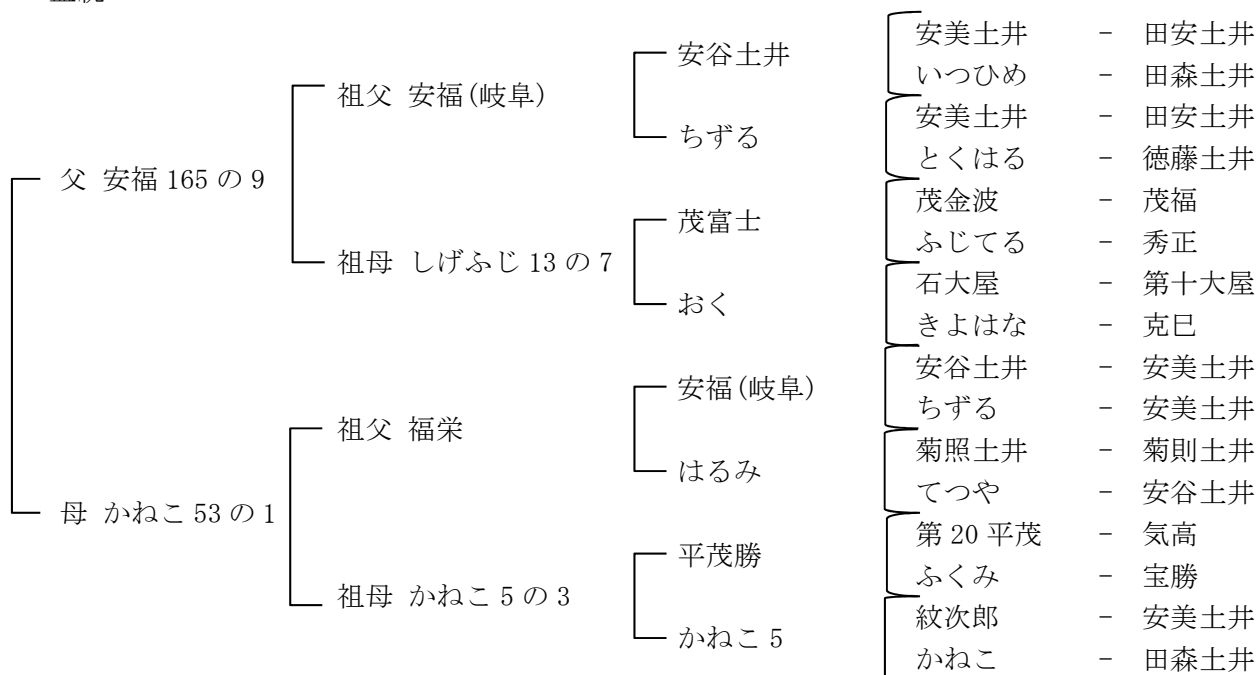 安美土井 － 田安土井
安谷土井
いつひめ － 田森土井
祖父 安福(岐阜)
安美土井 － 田安土井
ちずる
とくはる － 徳藤土井
父 安福 165 の 9
茂金波 － 茂福
茂富士
ふじてる － 秀正
祖母 しげふじ 13 の 7
石大屋 － 第十大屋
おく
きよはな － 克巳
安谷土井 － 安美土井
安福(岐阜)
ちずる － 安美土井
祖父 福栄
菊照土井 － 菊則土井
はるみ
てつや － 安谷土井
母 かねこ 53 の 1
第 20 平茂 － 気高
平茂勝
ふくみ － 宝勝
祖母 かねこ 5 の 3
紋次郎 － 安美土井
かねこ 5
かねこ － 田森土井